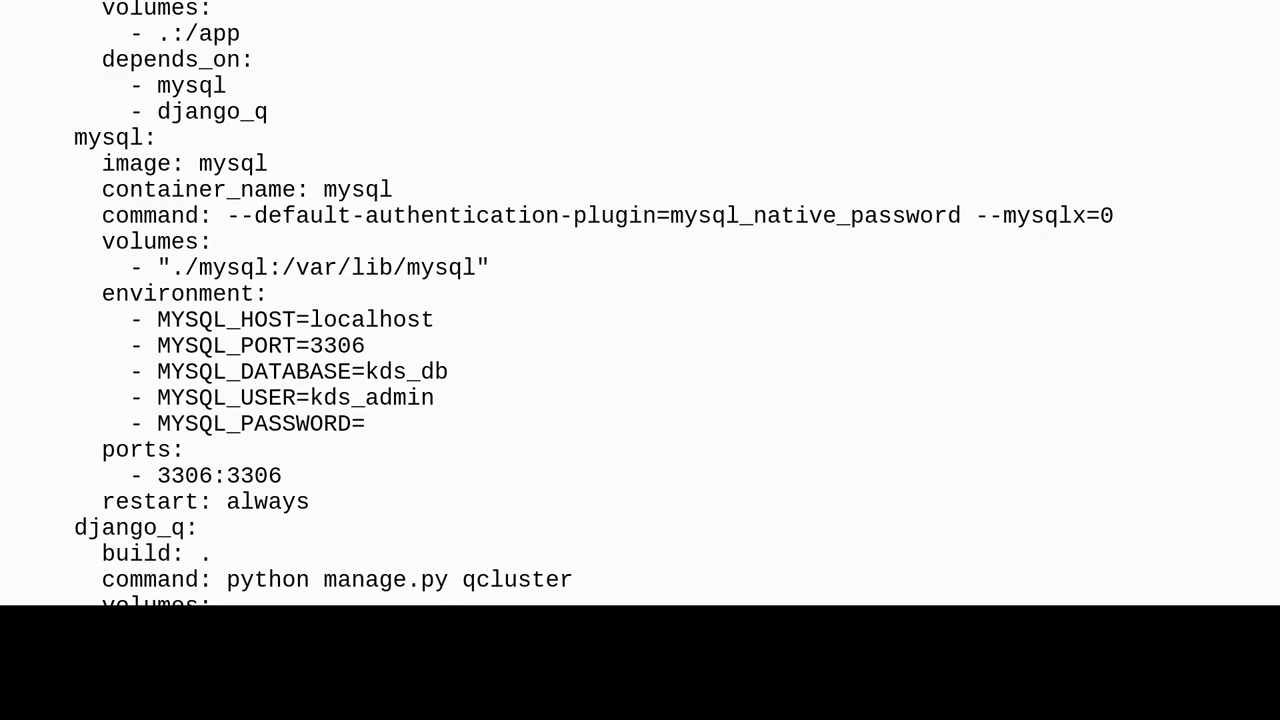 volumes:
- .:/app
depends_on:
- mysql
- django_q
mysql:
image: mysql
container_name: mysql
command: --default-authentication-plugin=mysql_native_password --mysqlx=0
volumes:
- "./mysql:/var/lib/mysql"
environment:
- MYSQL_HOST=localhost
- MYSQL_PORT=3306
- MYSQL_DATABASE=kds_db
- MYSQL_USER=kds_admin
- MYSQL_PASSWORD=
ports:
- 3306:3306
restart: always
django_q:
build: .
command: python manage.py qcluster
volumes: